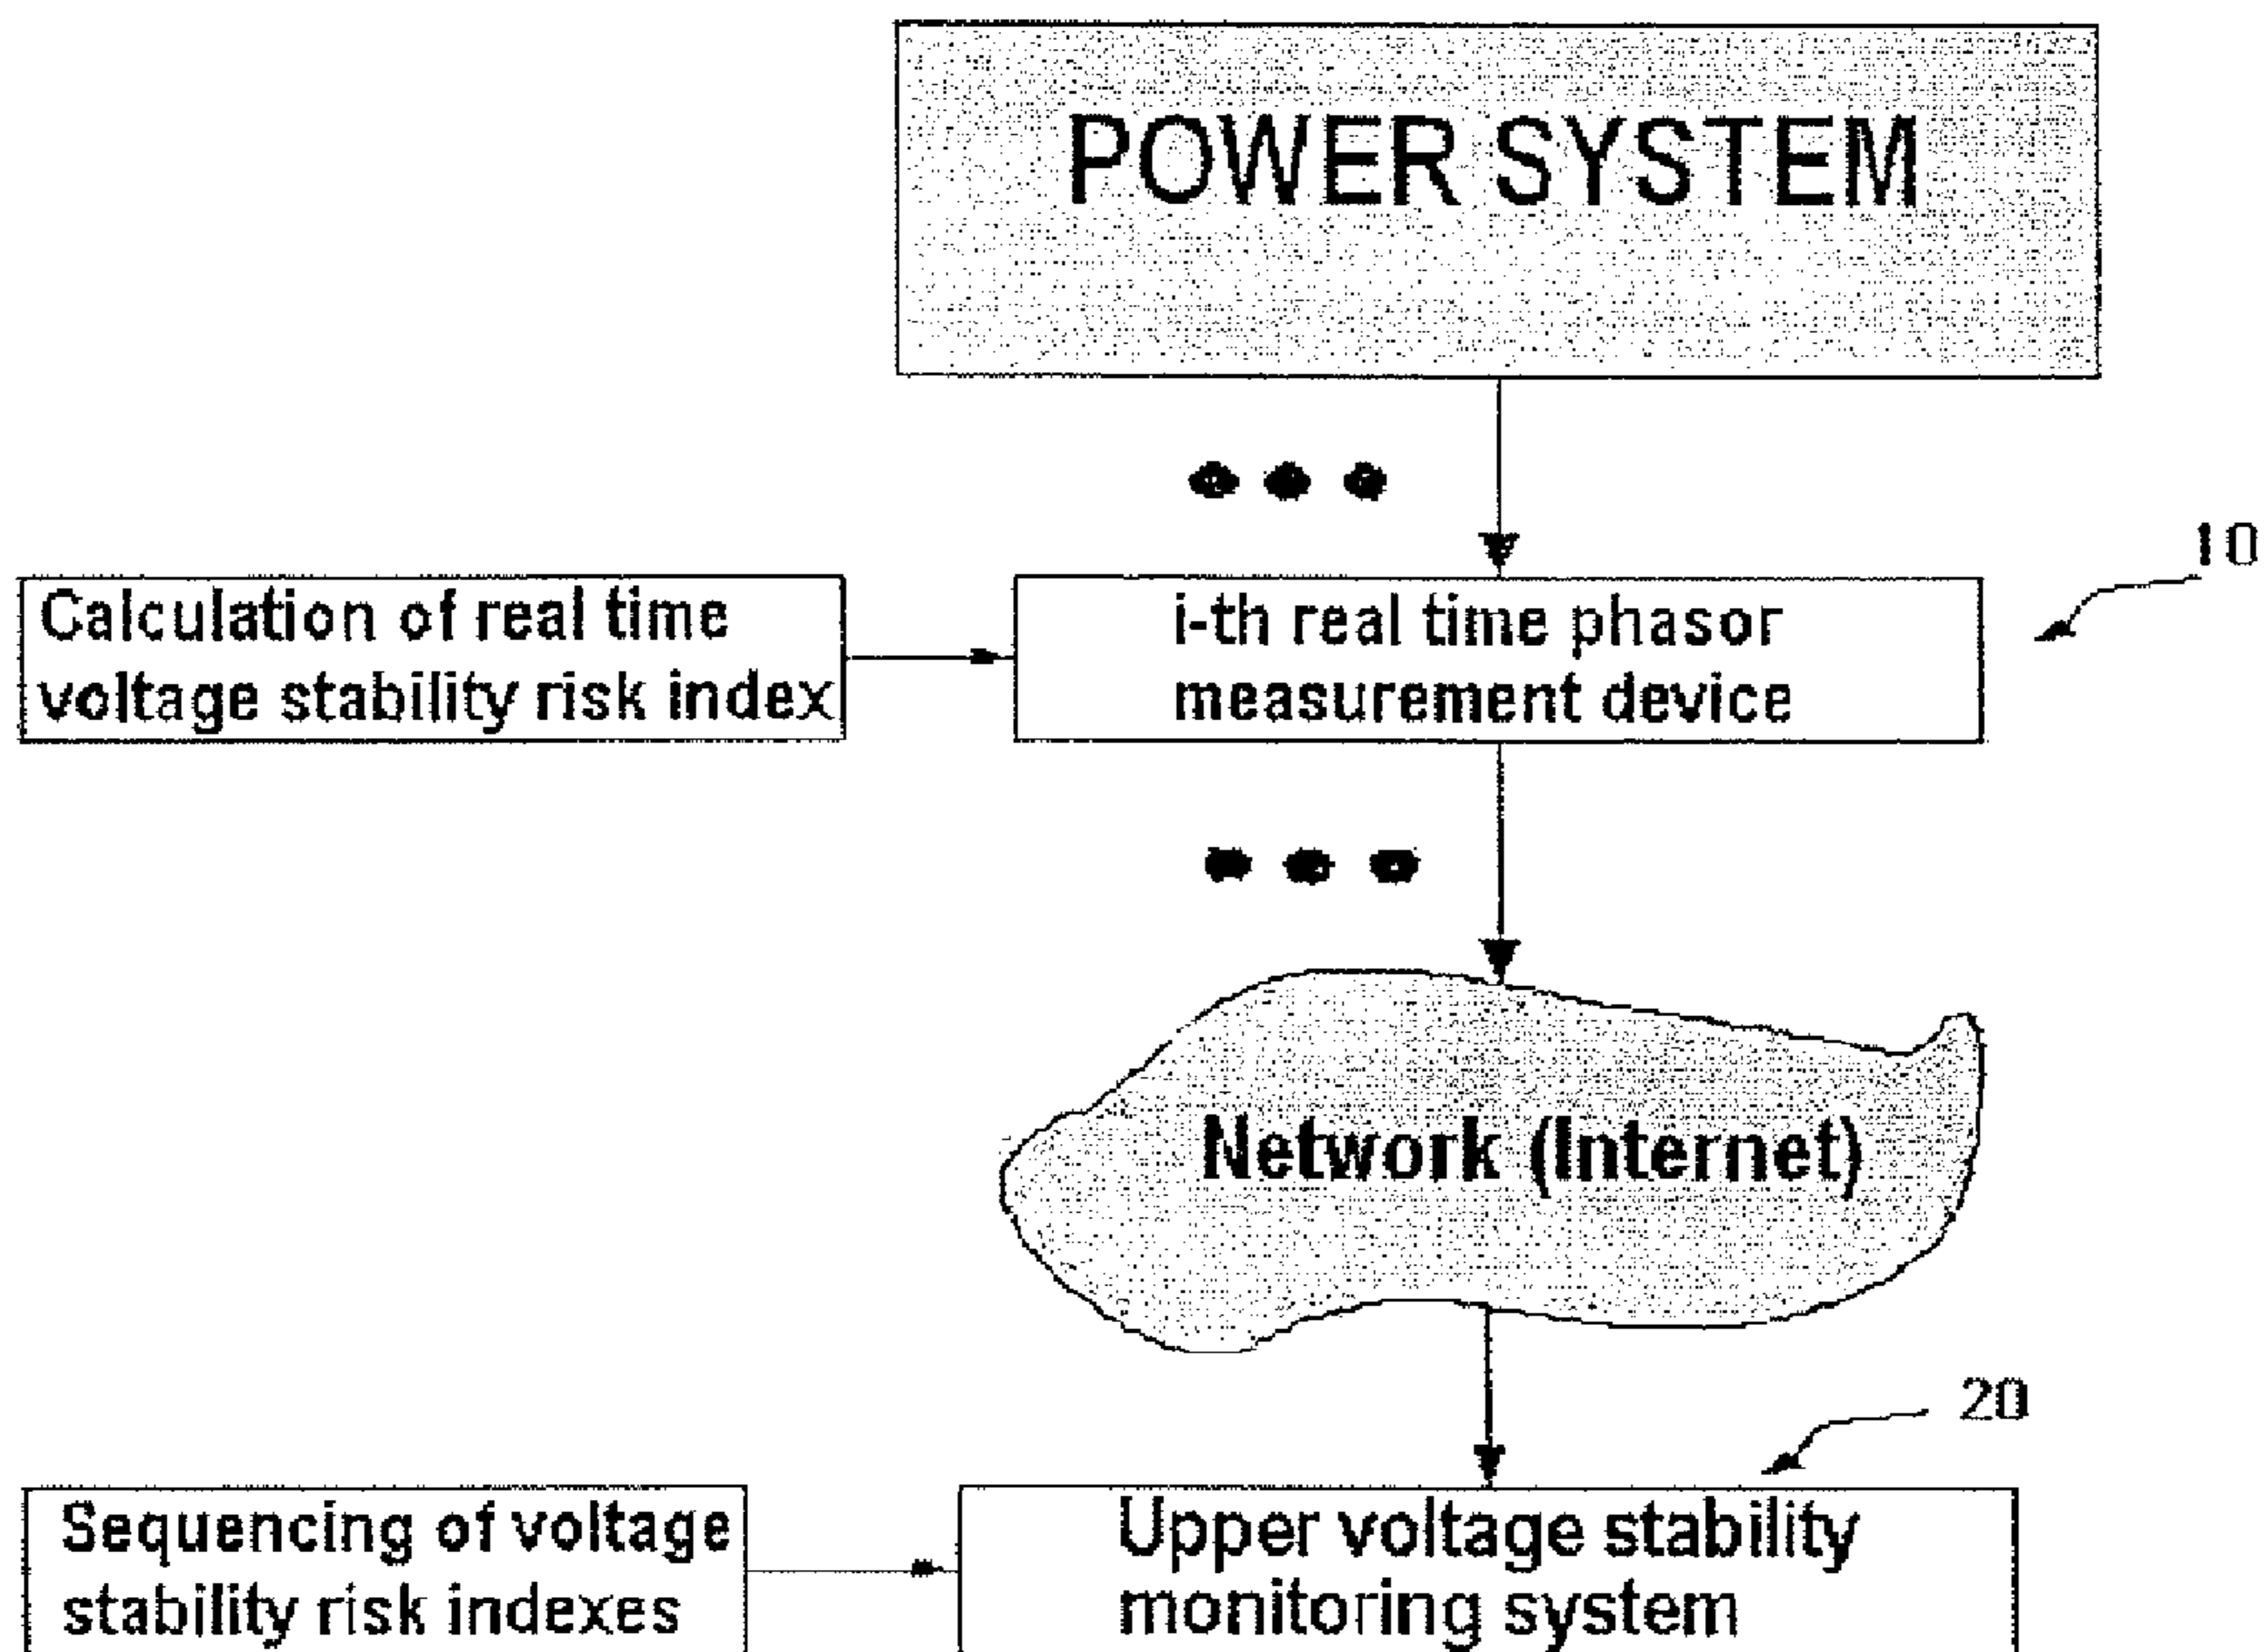 POWER SYSTEM
10
Calculation of real time
voltage stability risk index
i-th real time phasor
measurement device
Network (Internet)
20
Sequencing of voltage
stability risk indexes
Upper voltage stability
monitoring system